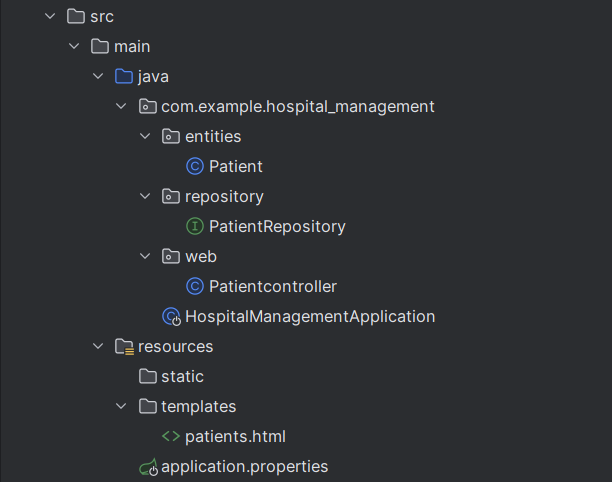 src
main
java
com.example.hospital_management
entities
Patient
repository
PatientRepository
web
Patientcontroller
HospitalManagementApplication
resources
static
templates
patients.html
application.properties